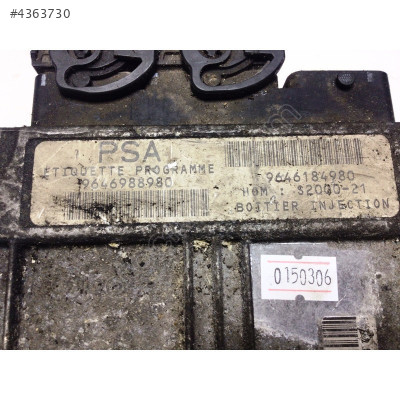 #4363730
PSA
ETIQUETTE PROGRAMME
9646988980
9646184980
HOM : S2000-21
BOITIER INJECTION
0150306